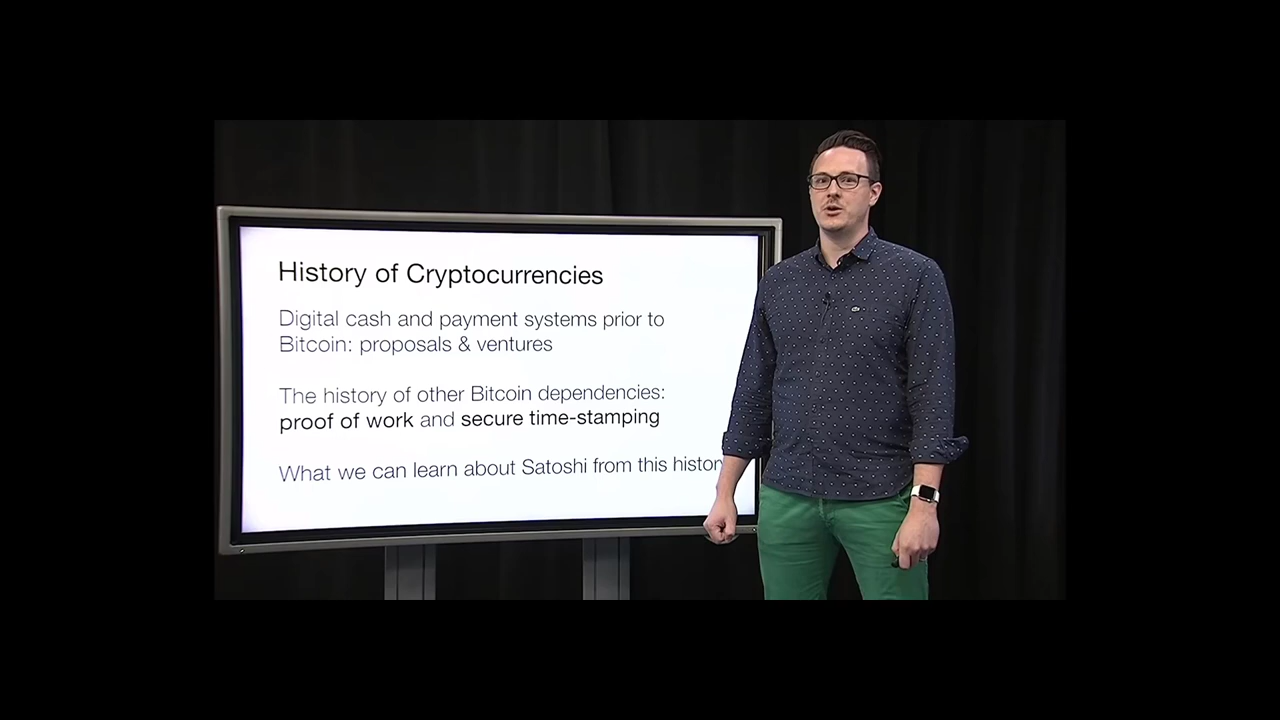 History of Cryptocurrencies
Digital cash and payment systems prior to
Bitcoin: proposals & ventures
The history of other Bitcoin dependencies:
proof of work and secure time-stamping
What we can learn about Satoshi from this histor